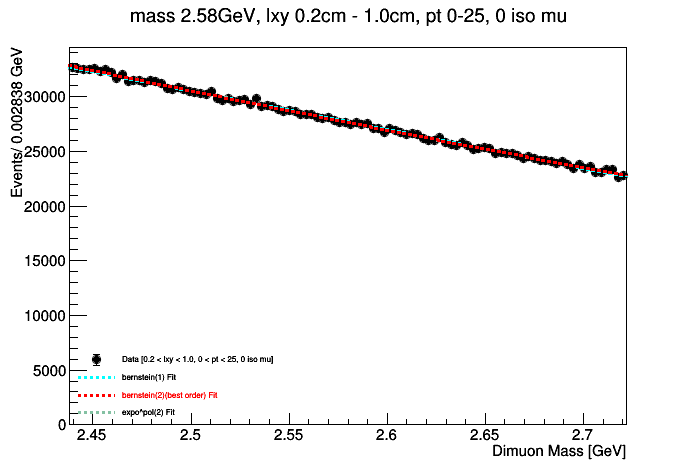 mass 2.58GeV, lxy 0.2cm - 1.0cm, pt 0-25, 0 iso mu
Events/ 0.002838 GeV
30000
25000
20000
15000
10000
5000
0
Data [0.2 < lxy < 1.0, 0 < pt < 25, 0 iso mu]
bernstein(1) Fit
bernstein(2)(best order) Fit
expo^pol(2) Fit
2.45 2.5 2.55 2.6 2.65 2.7
Dimuon Mass [GeV]